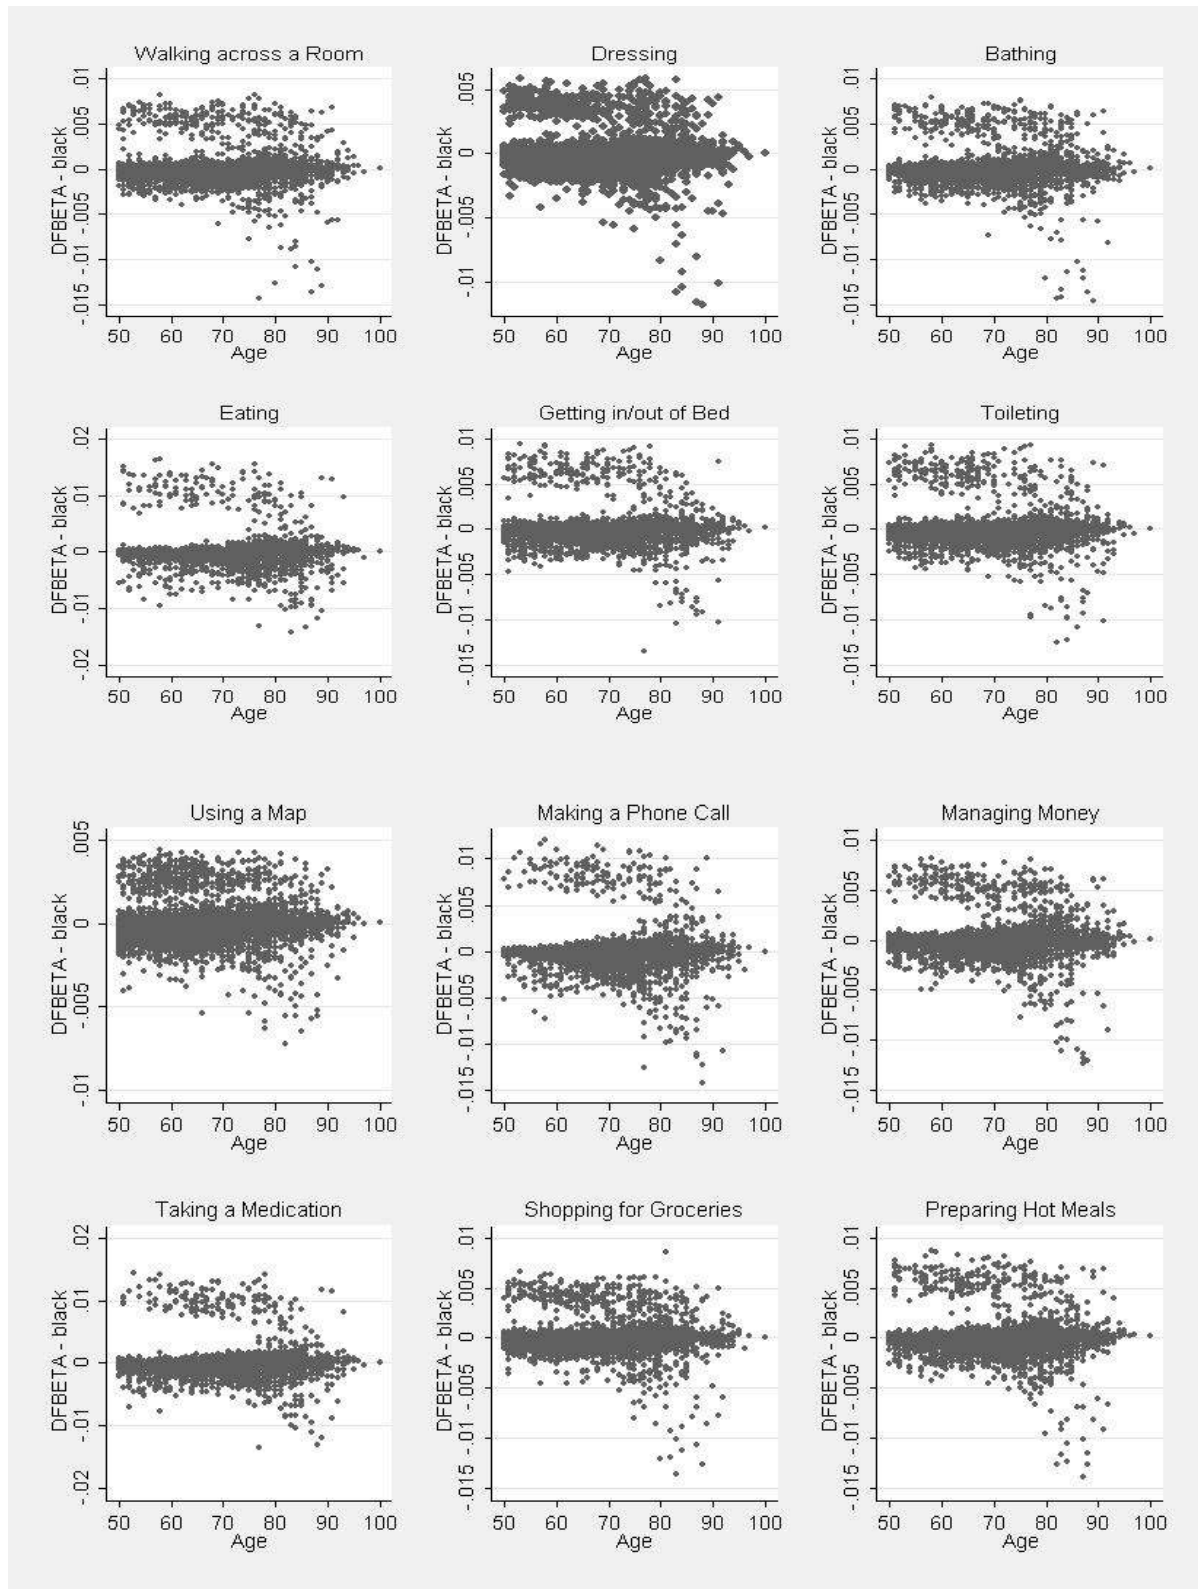 Walking across a Room
DFBETA - black
.01
.005
0
-.005
-.01
-.015
50 60 70 80 90 100
Age
Dressing
DFBETA - black
.005
0
-.005
-.01
50 60 70 80 90 100
Age
Bathing
DFBETA - black
.01
.005
0
-.005
-.01
-.015
50 60 70 80 90 100
Age
Eating
DFBETA - black
.02
.01
0
-.01
-.02
50 60 70 80 90 100
Age
Getting in/out of Bed
DFBETA - black
.01
.005
0
-.005
-.01
-.015
50 60 70 80 90 100
Age
Toileting
DFBETA - black
.01
.005
0
-.005
-.01
-.015
50 60 70 80 90 100
Age
Using a Map
DFBETA - black
.005
0
-.005
-.01
50 60 70 80 90 100
Age
Making a Phone Call
DFBETA - black
.01
.005
0
-.005
-.01
-.015
50 60 70 80 90 100
Age
Managing Money
DFBETA - black
.01
.005
0
-.005
-.01
-.015
50 60 70 80 90 100
Age
Taking a Medication
DFBETA - black
.02
.01
0
-.01
-.02
50 60 70 80 90 100
Age
Shopping for Groceries
DFBETA - black
.01
.005
0
-.005
-.01
-.015
50 60 70 80 90 100
Age
Preparing Hot Meals
DFBETA - black
.01
.005
0
-.005
-.01
-.015
50 60 70 80 90 100
Age